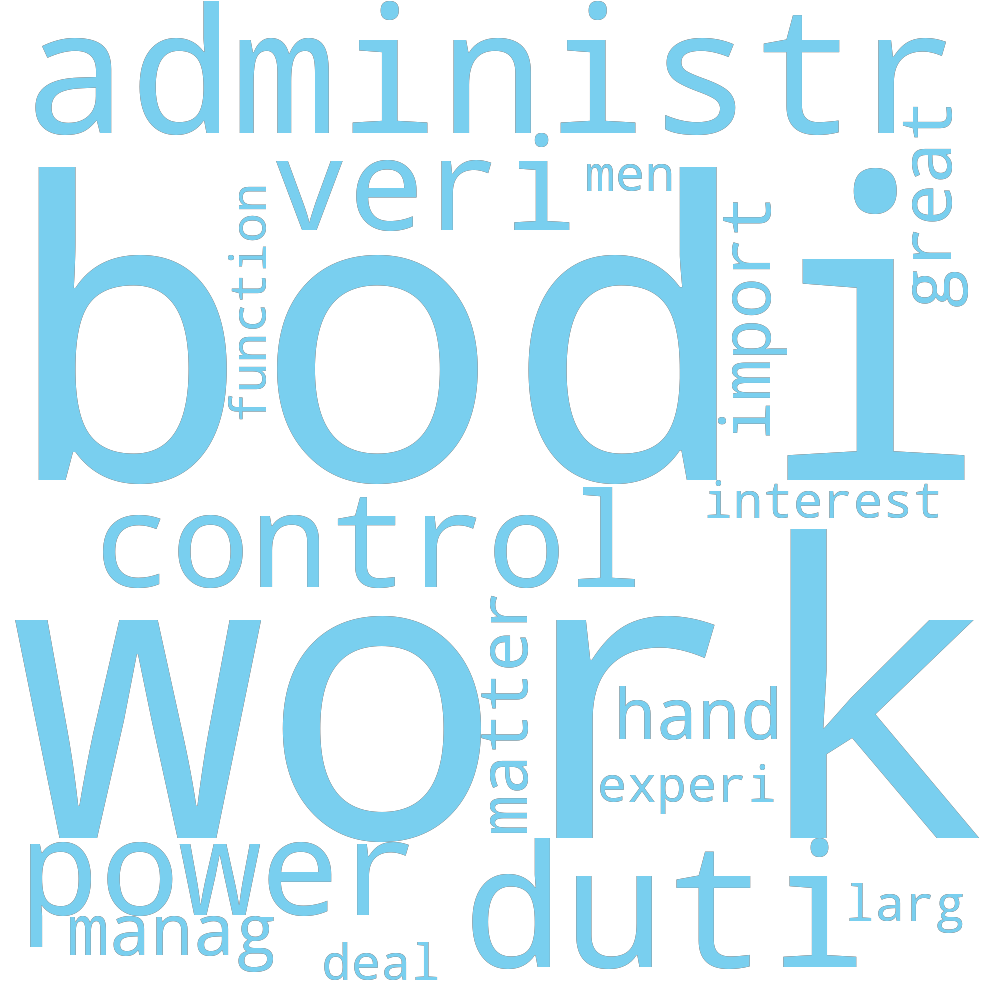 administr
great
veri
men
function
import
bodi
interest
control
work
matter
hand
experi
power
duti
manag
larg
deal